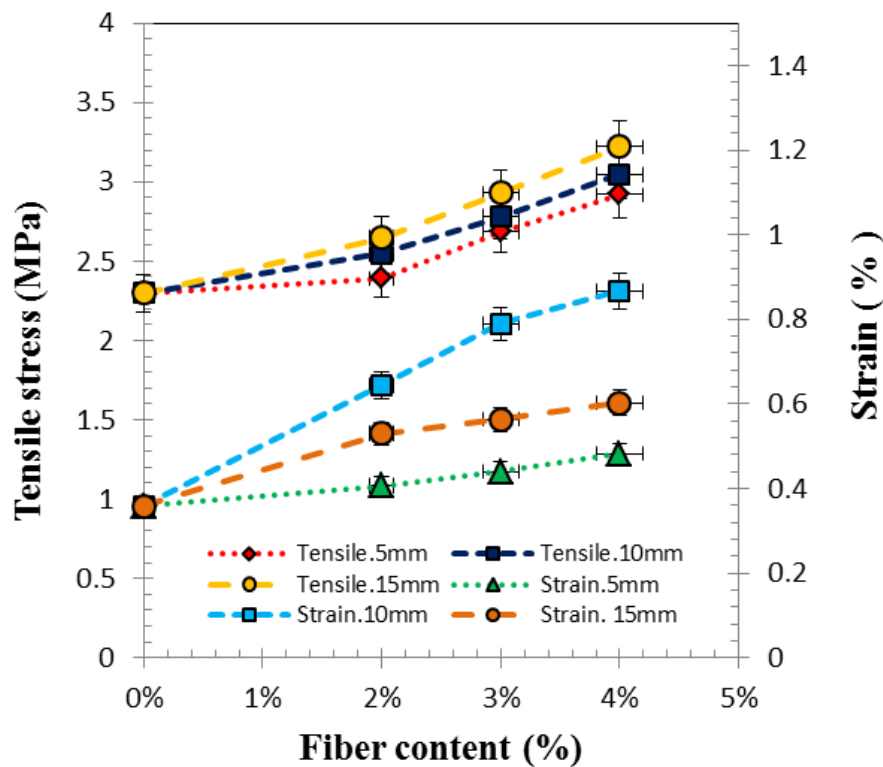 Tensile stress (MPa)
4
3.5
3
2.5
2
1.5
1
0.5
0
Tensile.5mm
Tensile.10mm
Tensile.15mm
Strain.5mm
Strain.10mm
Strain. 15mm
1.4
1.2
1
0.8
0.6
0.4
0.2
0
Strain ( %)
0% 1% 2% 3% 4% 5%
Fiber content (%)